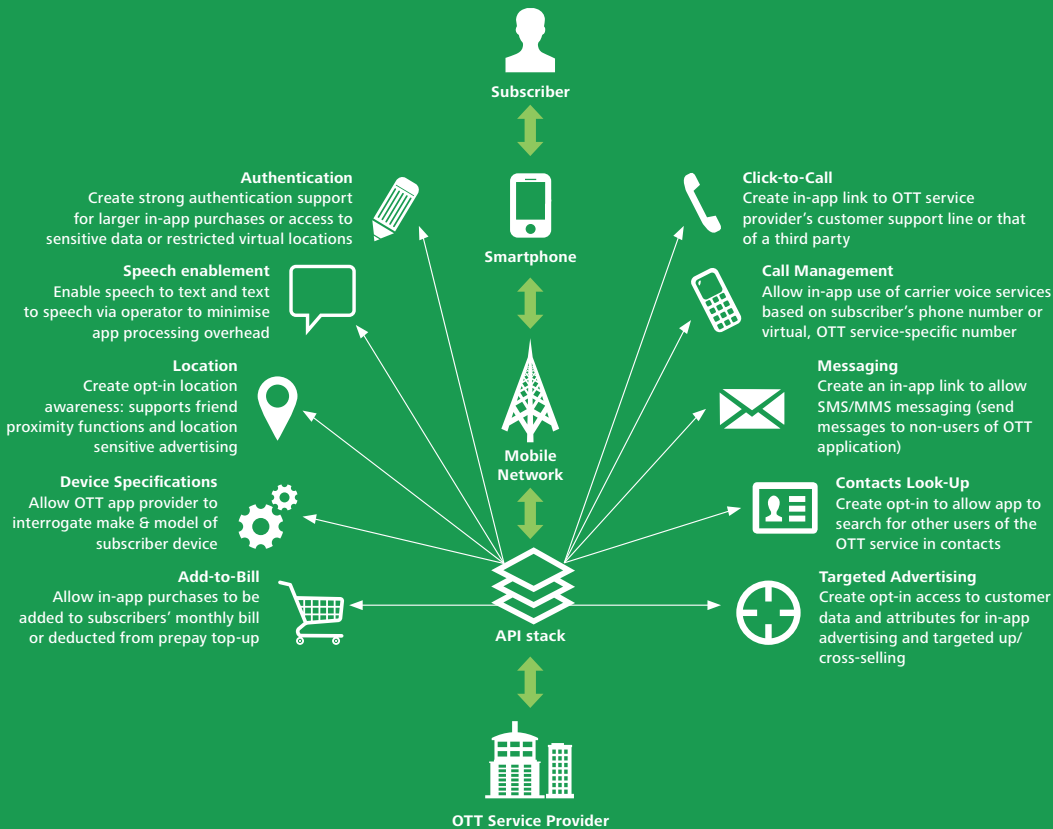 Subscriber
Authentication
Create strong authentication support
for larger in-app purchases or access to
sensitive data or restricted virtual locations
Speech enablement
Enable speech to text and text
to speech via operator to minimise
app processing overhead
Location
Create opt-in location
awareness: supports friend
proximity functions and location
sensitive advertising
Device Specifications
Allow OTT app provider to
interrogate make & model of
subscriber device
Add-to-Bill
Allow in-app purchases to be
added to subscribers’ monthly bill
or deducted from prepay top-up
Smartphone
Mobile
Network
API stack
Click-to-Call
Create in-app link to OTT service
provider’s customer support line or that
of a third party
Call Management
Allow in-app use of carrier voice services
based on subscriber’s phone number or
virtual, OTT service-specific number
Messaging
Create an in-app link to allow
SMS/MMS messaging (send
messages to non-users of OTT
application)
Contacts Look-Up
Create opt-in to allow app to
search for other users of the
OTT service in contacts
Targeted Advertising
Create opt-in access to customer
data and attributes for in-app
advertising and targeted up/
cross-selling
OTT Service Provider